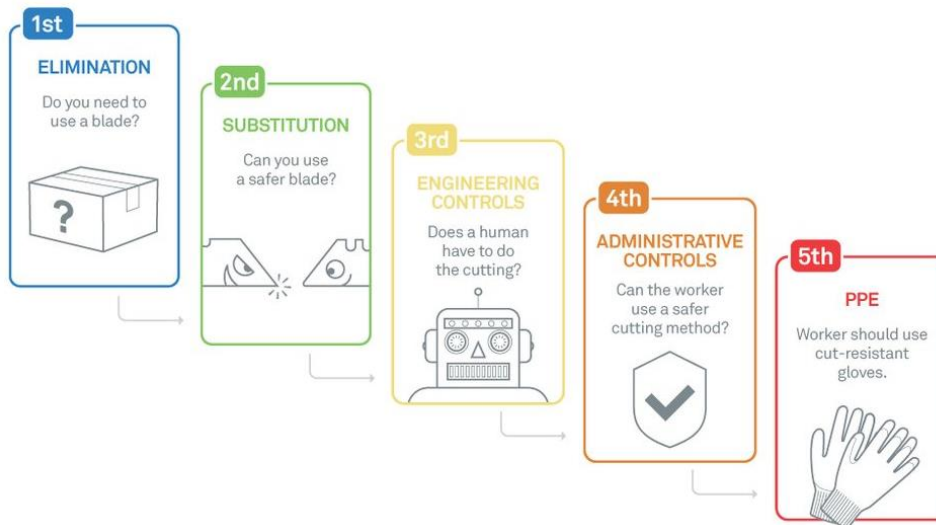 1st
ELIMINATION
Do you need to
use a blade?
?
2nd
SUBSTITUTION
Can you use
a safer blade?
3rd
ENGINEERING
CONTROLS
Does a human
have to do
the cutting?
4th
ADMINISTRATIVE
CONTROLS
Can the worker
use a safer
cutting method?
5th
PPE
Worker should use
cut-resistant
gloves.